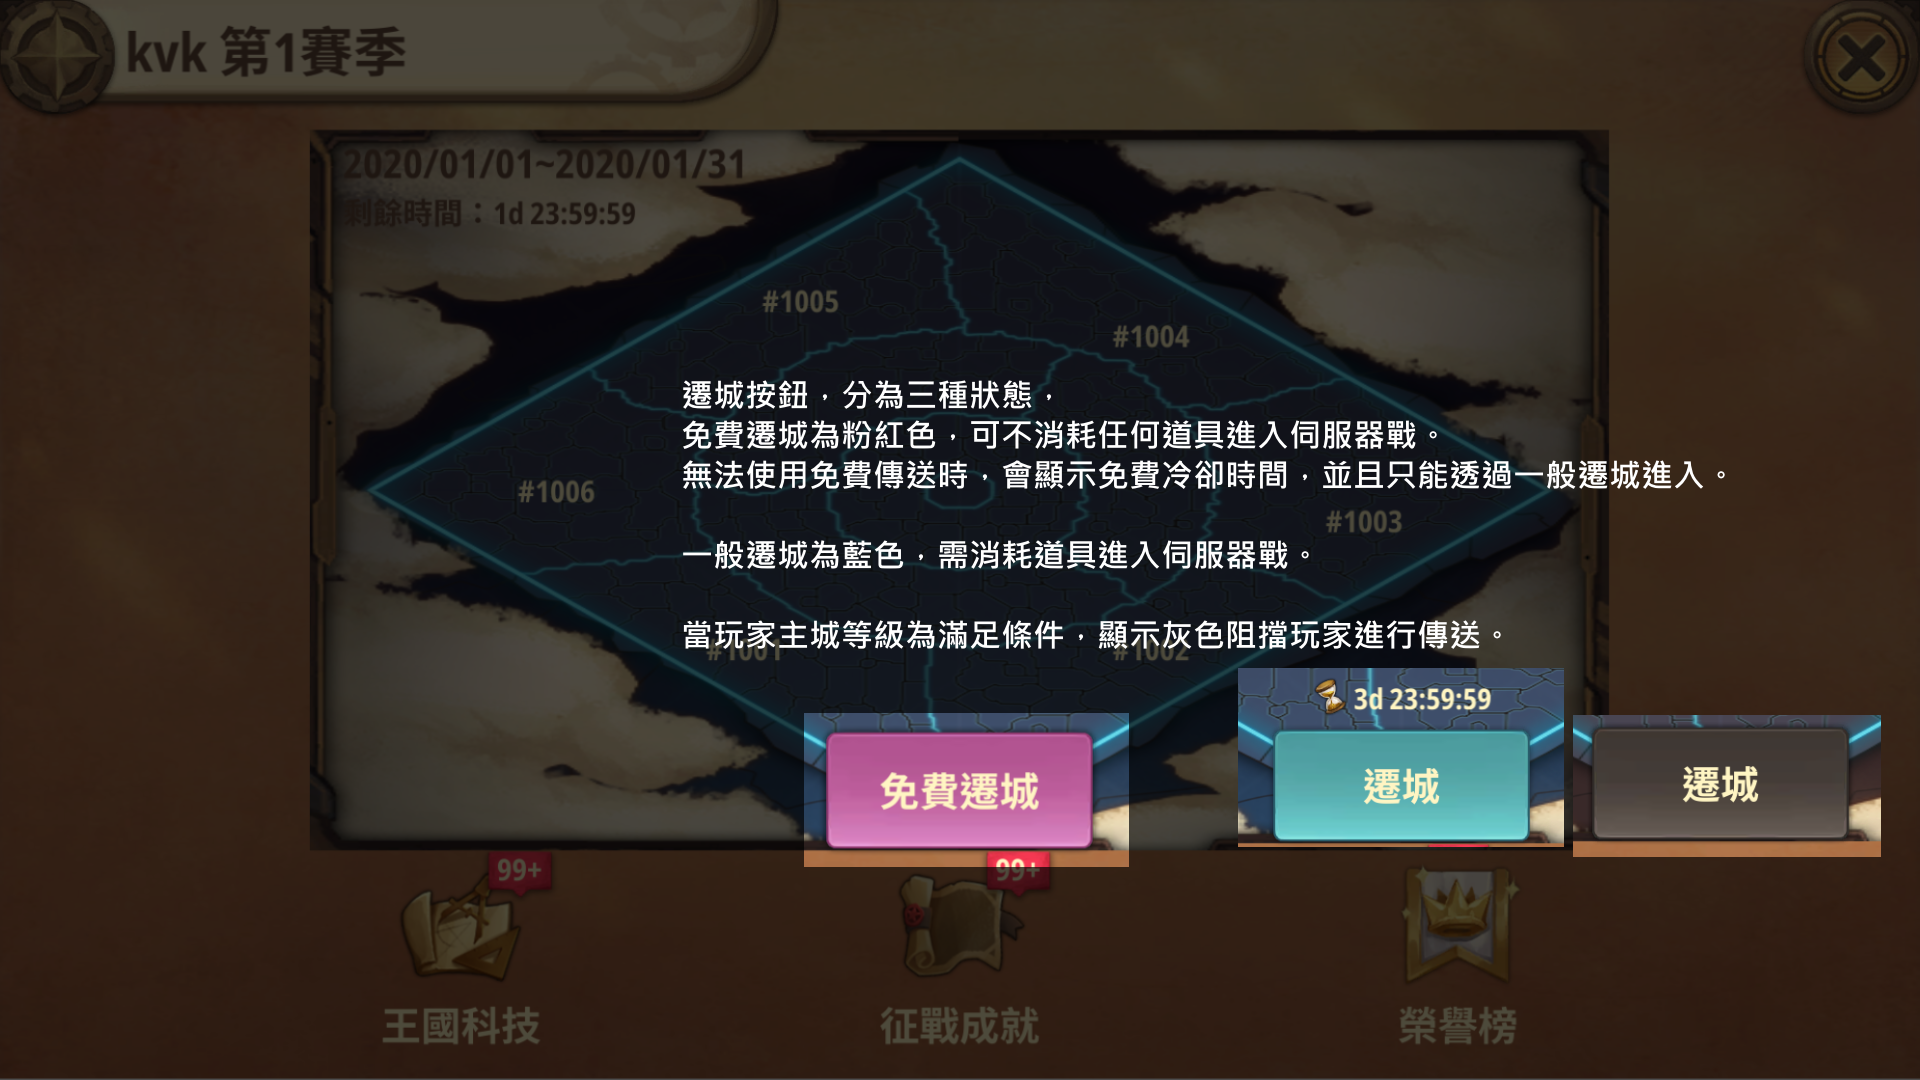 kvk 第1賽季
2020/01/01~2020/01/31
剩餘時間：1d 23:59:59
#1005
#1004
遷城按鈕，分為三種狀態，
免費遷城為粉紅色，可不消耗任何道具進入伺服器戰。
無法使用免費傳送時，會顯示免費冷卻時間，並且只能透過一般遷城進入。
#1006
#1003
一般遷城為藍色，需消耗道具進入伺服器戰。
當玩家主城等級為滿足條件，顯示灰色阻擋玩家進行傳送。
#1001
#1002
3d 23:59:59
免費遷城
遷城
遷城
99+
99+
王國科技
征戰成就
榮譽榜